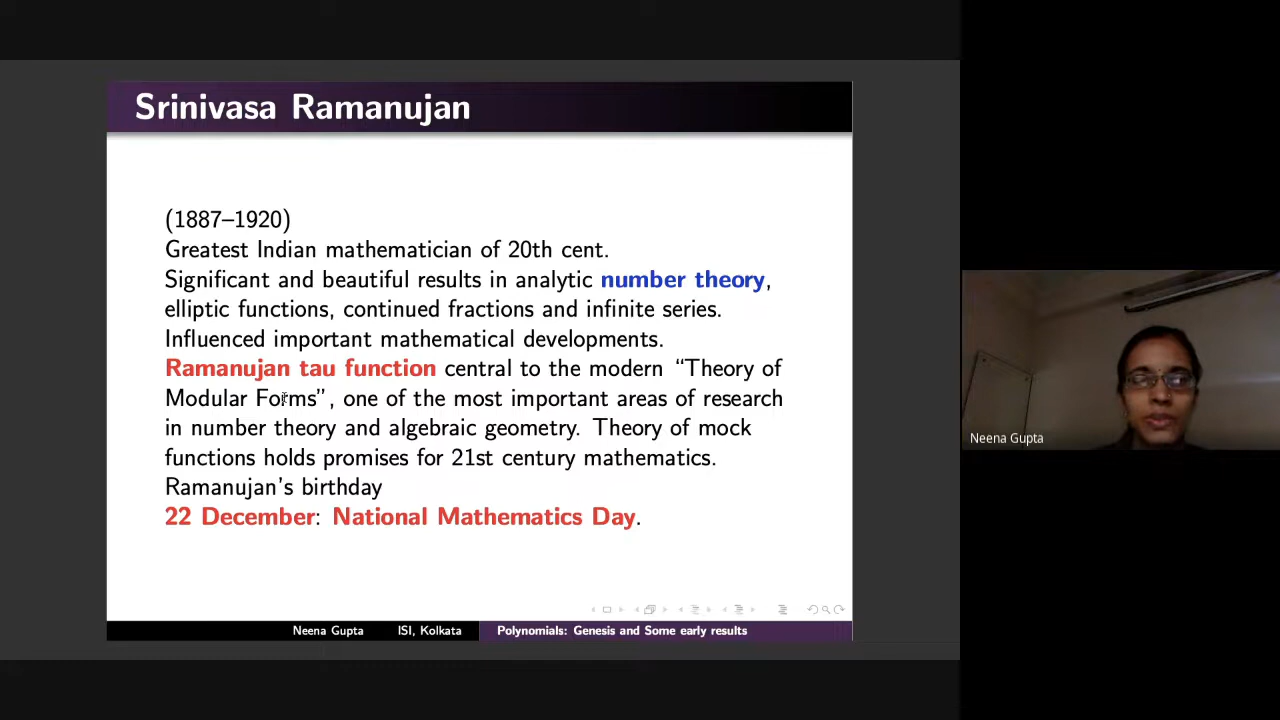 Srinivasa Ramanujan
(1887–1920)
Greatest Indian mathematician of 20th cent.
Significant and beautiful results in analytic number theory,
elliptic functions, continued fractions and infinite series.
Influenced important mathematical developments.
Ramanujan tau function central to the modern “Theory of
Modular Forms”, one of the most important areas of research
in number theory and algebraic geometry. Theory of mock
functions holds promises for 21st century mathematics.
Ramanujan’s birthday
22 December: National Mathematics Day.
Neena Gupta ISI, Kolkata Polynomials: Genesis and Some early results
Neena Gupta